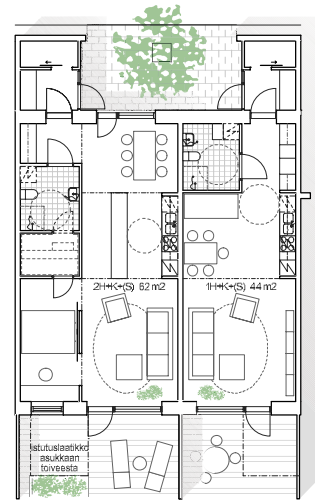 2H+K+(S) 62 m2
1H+K+(S) 44 m2
istutuslaatikko
asukkaan
toiveesta